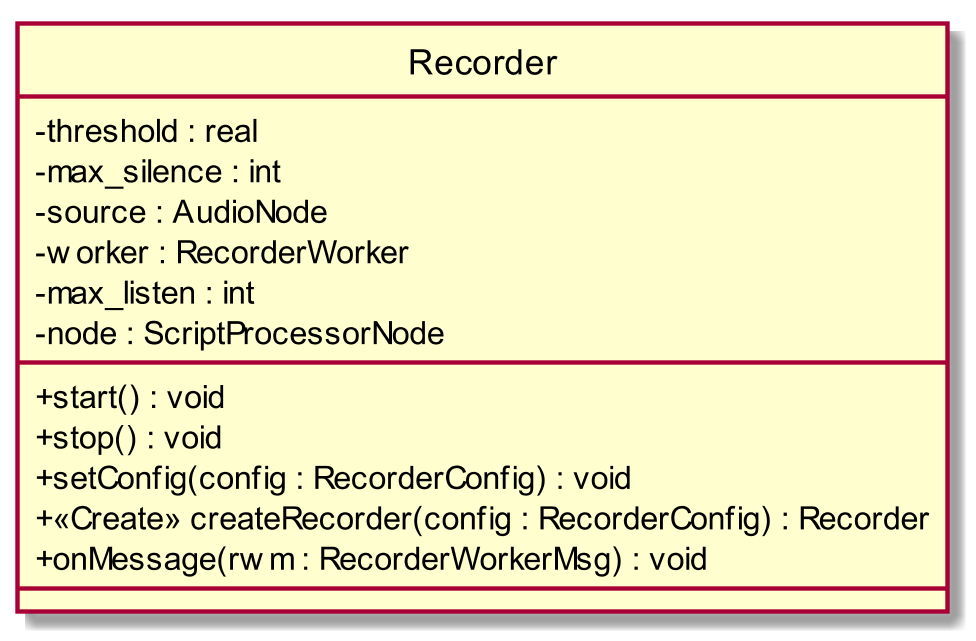 Recorder
-threshold : real
-max_silence : int
-source : AudioNode
-worker : RecorderWorker
-max_listen : int
-node : ScriptProcessorNode
+start() : void
+stop() : void
+setConfig(config : RecorderConfig) : void
+«Create» createRecorder(config : RecorderConfig) : Recorder
+onMessage(rwm : RecorderWorkerMsg) : void